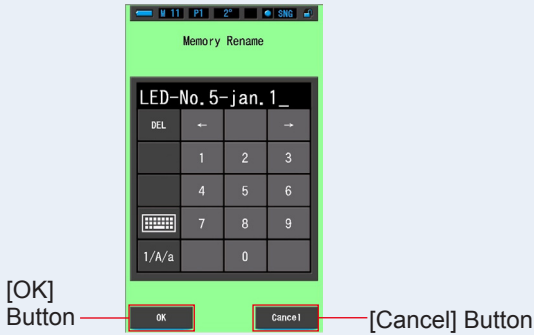 M 11 P1 2° SNG
Memory Rename
LED-No.5-jan.1_
DEL ← →
1 2 3
4 5 6
7 8 9
1/A/a 0
[OK]
Button
OK Cancel
[Cancel] Button